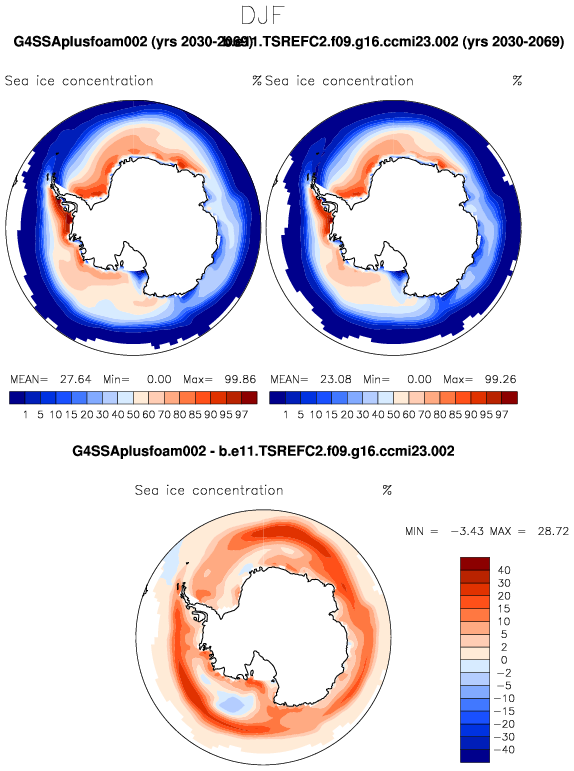 DJF
G4SSAplusfoam002 (yrs 2030-2069) b.e11.TSREFC2.f09.g16.ccmi23.002 (yrs 2030-2069)
Sea ice concentration % Sea ice concentration %
MEAN= 27.64 Min= 0.00 Max= 99.86 MEAN= 23.08 Min= 0.00 Max= 99.26
1 5 10 15 20 30 40 50 60 70 80 85 90 95 97 1 5 10 15 20 30 40 50 60 70 80 85 90 95 97
G4SSAplusfoam002 - b.e11.TSREFC2.f09.g16.ccmi23.002
Sea ice concentration %
MIN = -3.43 MAX = 28.72
40
30
20
15
10
5
2
0
-2
-5
-10
-15
-20
-30
-40